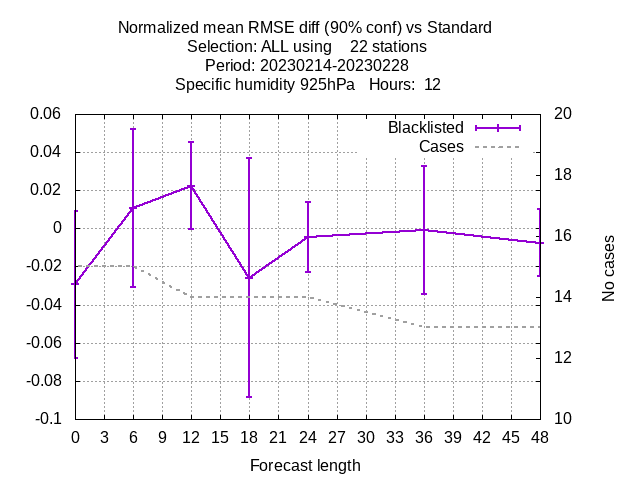 Normalized mean RMSE diff (90% conf) vs Standard
Selection: ALL using    22 stations
Period: 20230214-20230228
Specific humidity 925hPa   Hours:  12
0.06
0.04
0.02
0
-0.02
-0.04
-0.06
-0.08
-0.1
20
18
16
14
12
10
Blacklisted
Cases
No cases
0 3 6 9 12 15 18 21 24 27 30 33 36 39 42 45 48
Forecast length